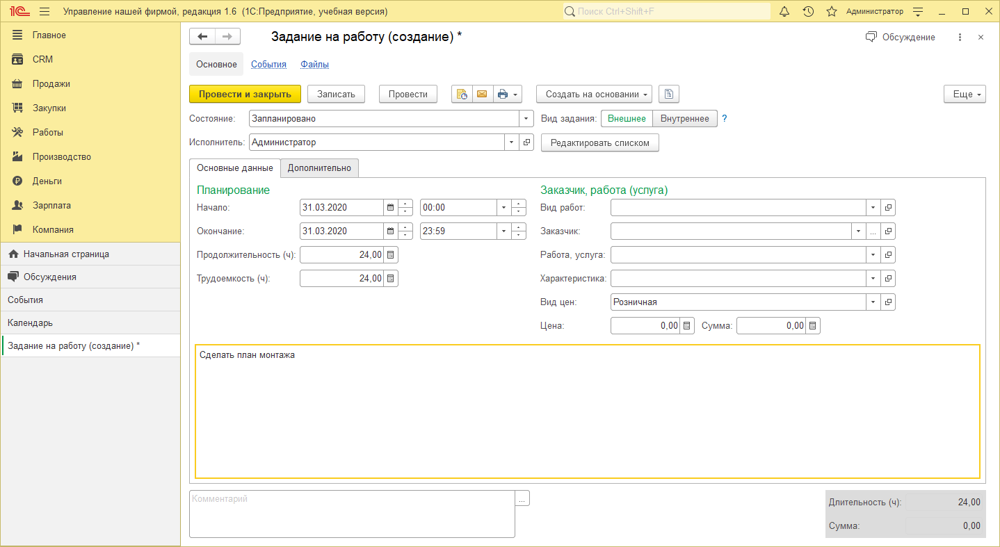 1С Управление нашей фирмой, редакция 1.6 (1С:Предприятие, учебная версия) Поиск Ctrl+Shift+F Администратор
Главное
CRM
Продажи
Закупки
Работы
Производство
Деньги
Зарплата
Компания
Начальная страница
Обсуждения
События
Календарь
Задание на работу (создание) *
Задание на работу (создание) * Обсуждение
Основное События Файлы
Провести и закрыть Записать Провести Создать на основании Еще
Состояние: Запланировано Вид задания: Внешнее Внутреннее ?
Исполнитель: Администратор Редактировать списком
Основные данные Дополнительно
Планирование
Начало: 31.03.2020 00:00
Окончание: 31.03.2020 23:59
Продолжительность (ч): 24,00
Трудоемкость (ч): 24,00
Заказчик, работа (услуга)
Вид работ:
Заказчик: ...
Работа, услуга:
Характеристика:
Вид цен: Розничная
Цена: 0,00 Сумма: 0,00
Сделать план монтажа
Комментарий ...
Длительность (ч): 24,00
Сумма: 0,00